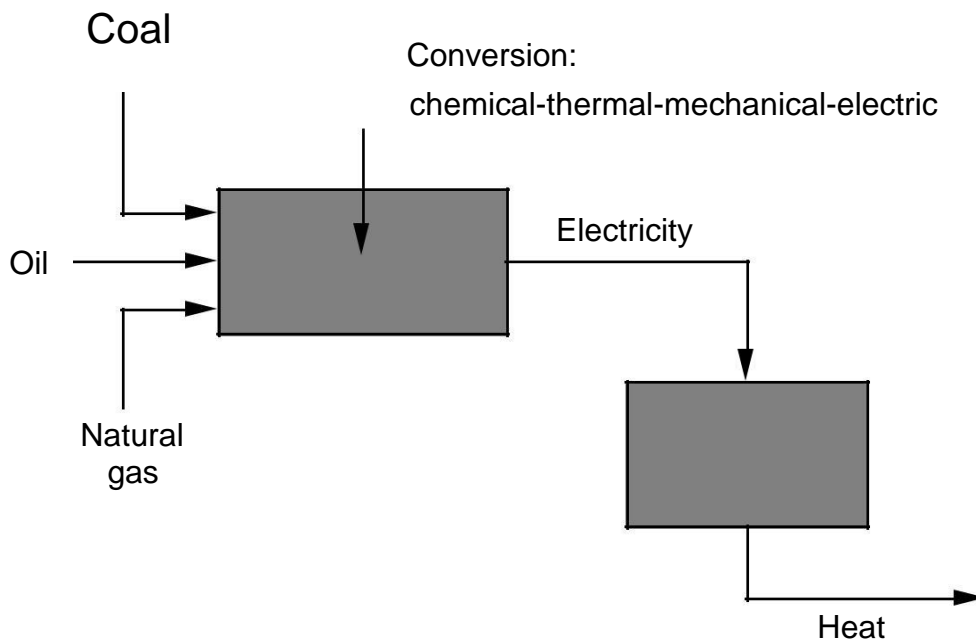 Coal
Conversion:
chemical-thermal-mechanical-electric
Electricity
Oil
Natural
gas
Heat